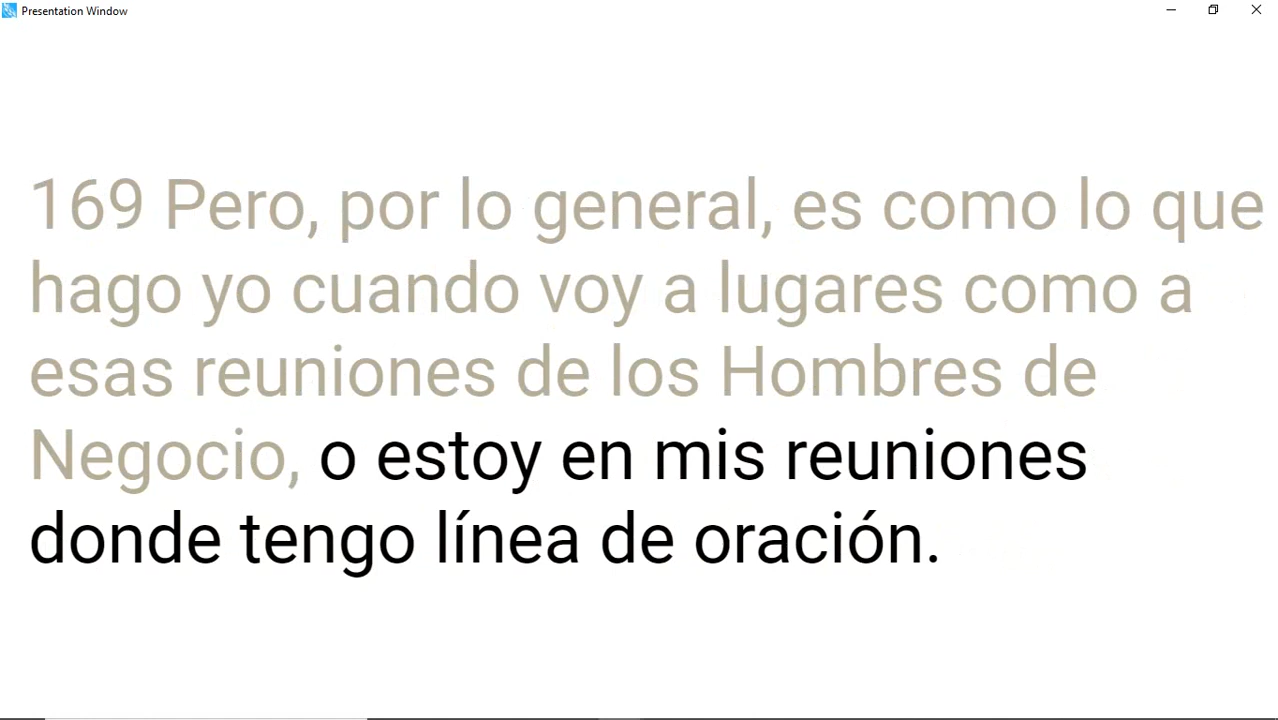 Presentation Window
169 Pero, por lo general, es como lo que
hago yo cuando voy a lugares como a
esas reuniones de los Hombres de
Negocio, o estoy en mis reuniones
donde tengo línea de oración.